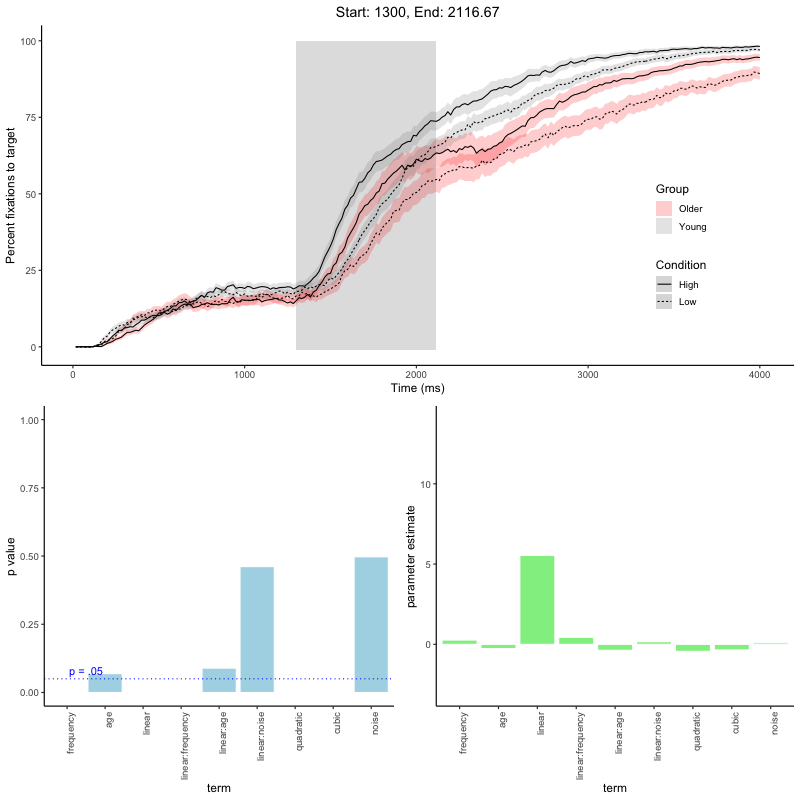 Start: 1300, End: 2116.67
Percent fixations to target
100
75
50
25
0
0
1000
2000
3000
4000
Time (ms)
Group
Older
Young
Condition
High
Low
p value
1.00
0.75
0.50
0.25
0.00
p = .05
frequency
age
linear
linear:frequency
linear:age
linear:noise
quadratic
cubic
noise
term
parameter estimate
10
5
0
frequency
age
linear
linear:frequency
linear:age
linear:noise
quadratic
cubic
noise
term